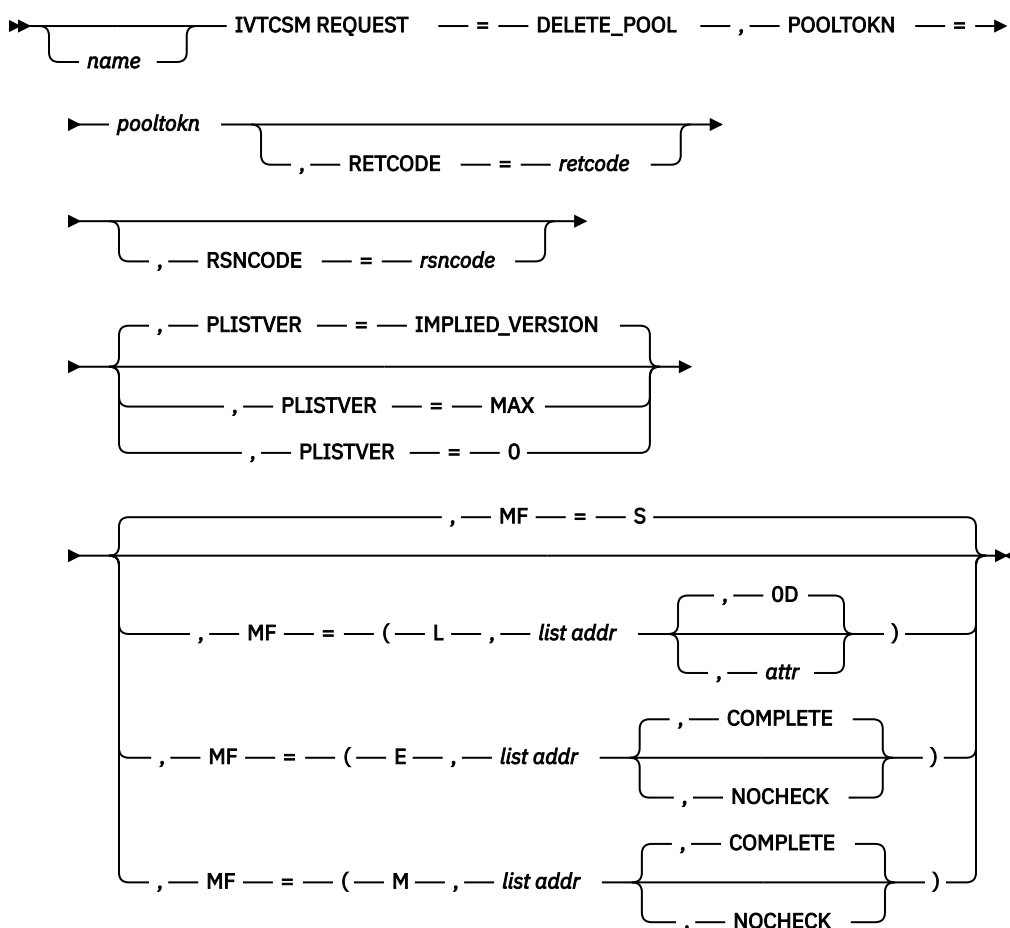 IVTCSM REQUEST = DELETE_POOL , POOLTOKN =
name
pooltokn
, RETCODE = retcode
, RSNCODE = rsncode
, PLISTVER = IMPLIED_VERSION
, PLISTVER = MAX
, PLISTVER = 0
, MF = S
, 0D
, MF = ( L , list addr )
, attr
, COMPLETE
, MF = ( E , list addr )
, NOCHECK
, COMPLETE
, MF = ( M , list addr )
, NOCHECK